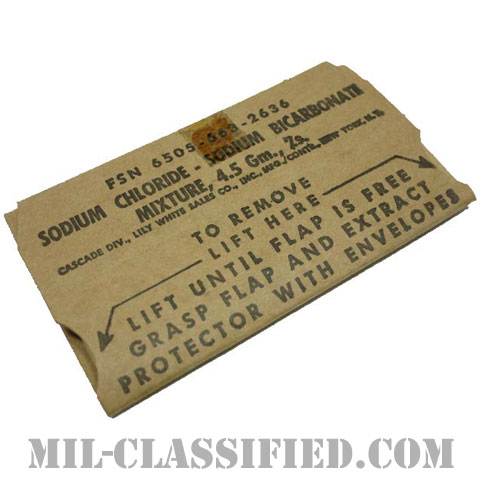 FSN 6505-663-2636
SODIUM CHLORIDE - SODIUM BICARBONATE
MIXTURE, 4.5 Gm., 2s.
CASCADE DIV., LILY WHITE SALES CO., INC., MFG./CONTR., NEW YORK, N.Y.
TO REMOVE
LIFT HERE
LIFT UNTIL FLAP IS FREE
GRASP FLAP AND EXTRACT
PROTECTOR WITH ENVELOPES
MIL-CLASSIFIED.COM